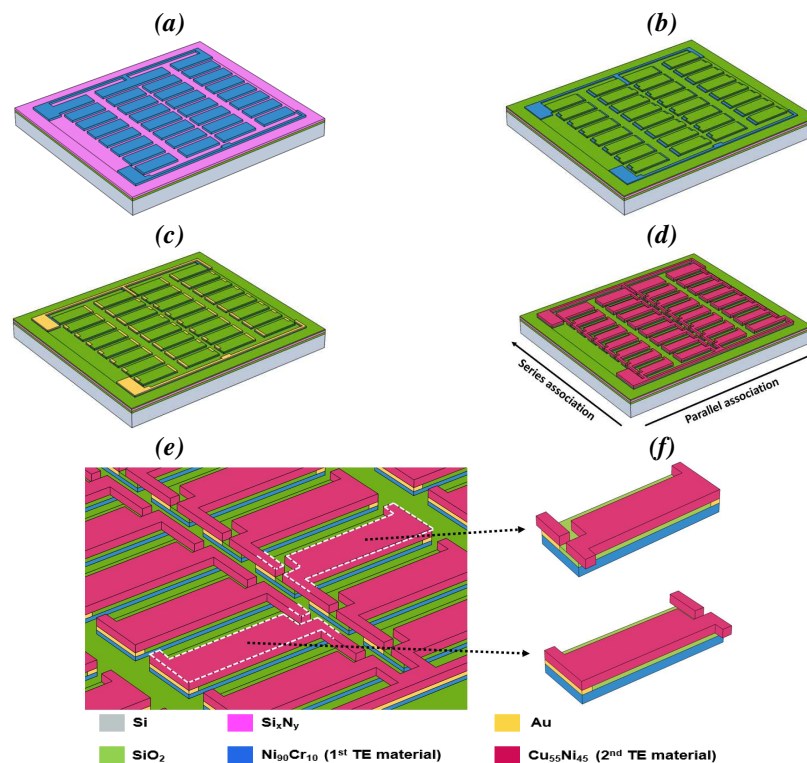 (a)
(b)
(c)
(d)
Series association
Parallel association
(e)
(f)
Si
SixNy
Au
SiO2
Ni90Cr10 (1st TE material)
Cu55Ni45 (2nd TE material)